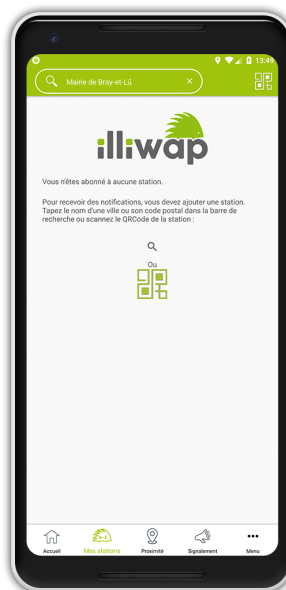 13:49
Mairie de Bray-et-Lû
illiwap
Vous n'êtes abonné à aucune station.
Pour recevoir des notifications, vous devez ajouter une station.
Tapez le nom d'une ville ou son code postal dans la barre de
recherche ou scannez le QRCode de la station :
Ou
Accueil Mes stations Proximité Signalement Menu